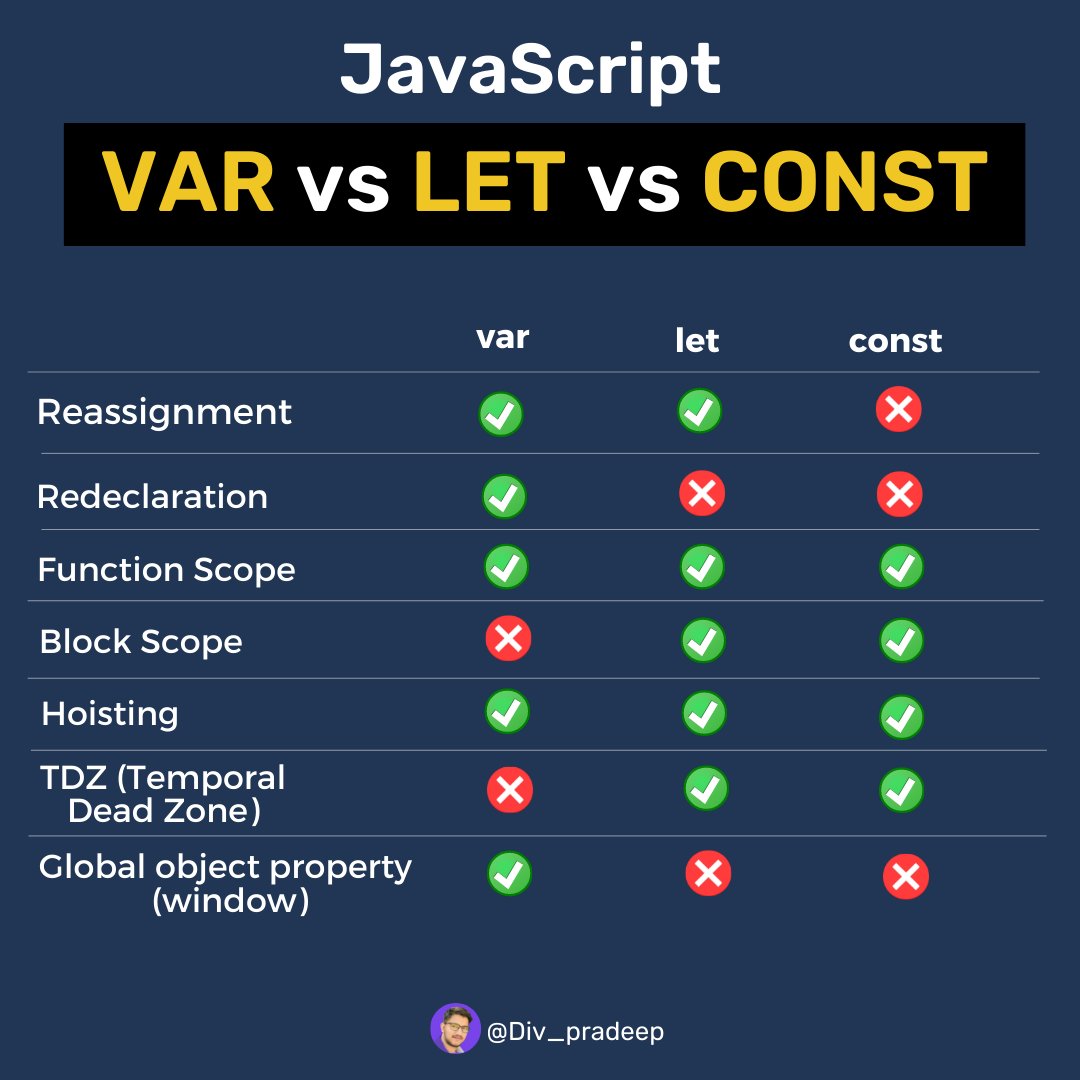 JavaScript
VAR vs LET vs CONST
var let const
Reassignment
Redeclaration
Function Scope
Block Scope
Hoisting
TDZ (Temporal
Dead Zone)
Global object property
(window)
@Div_pradeep